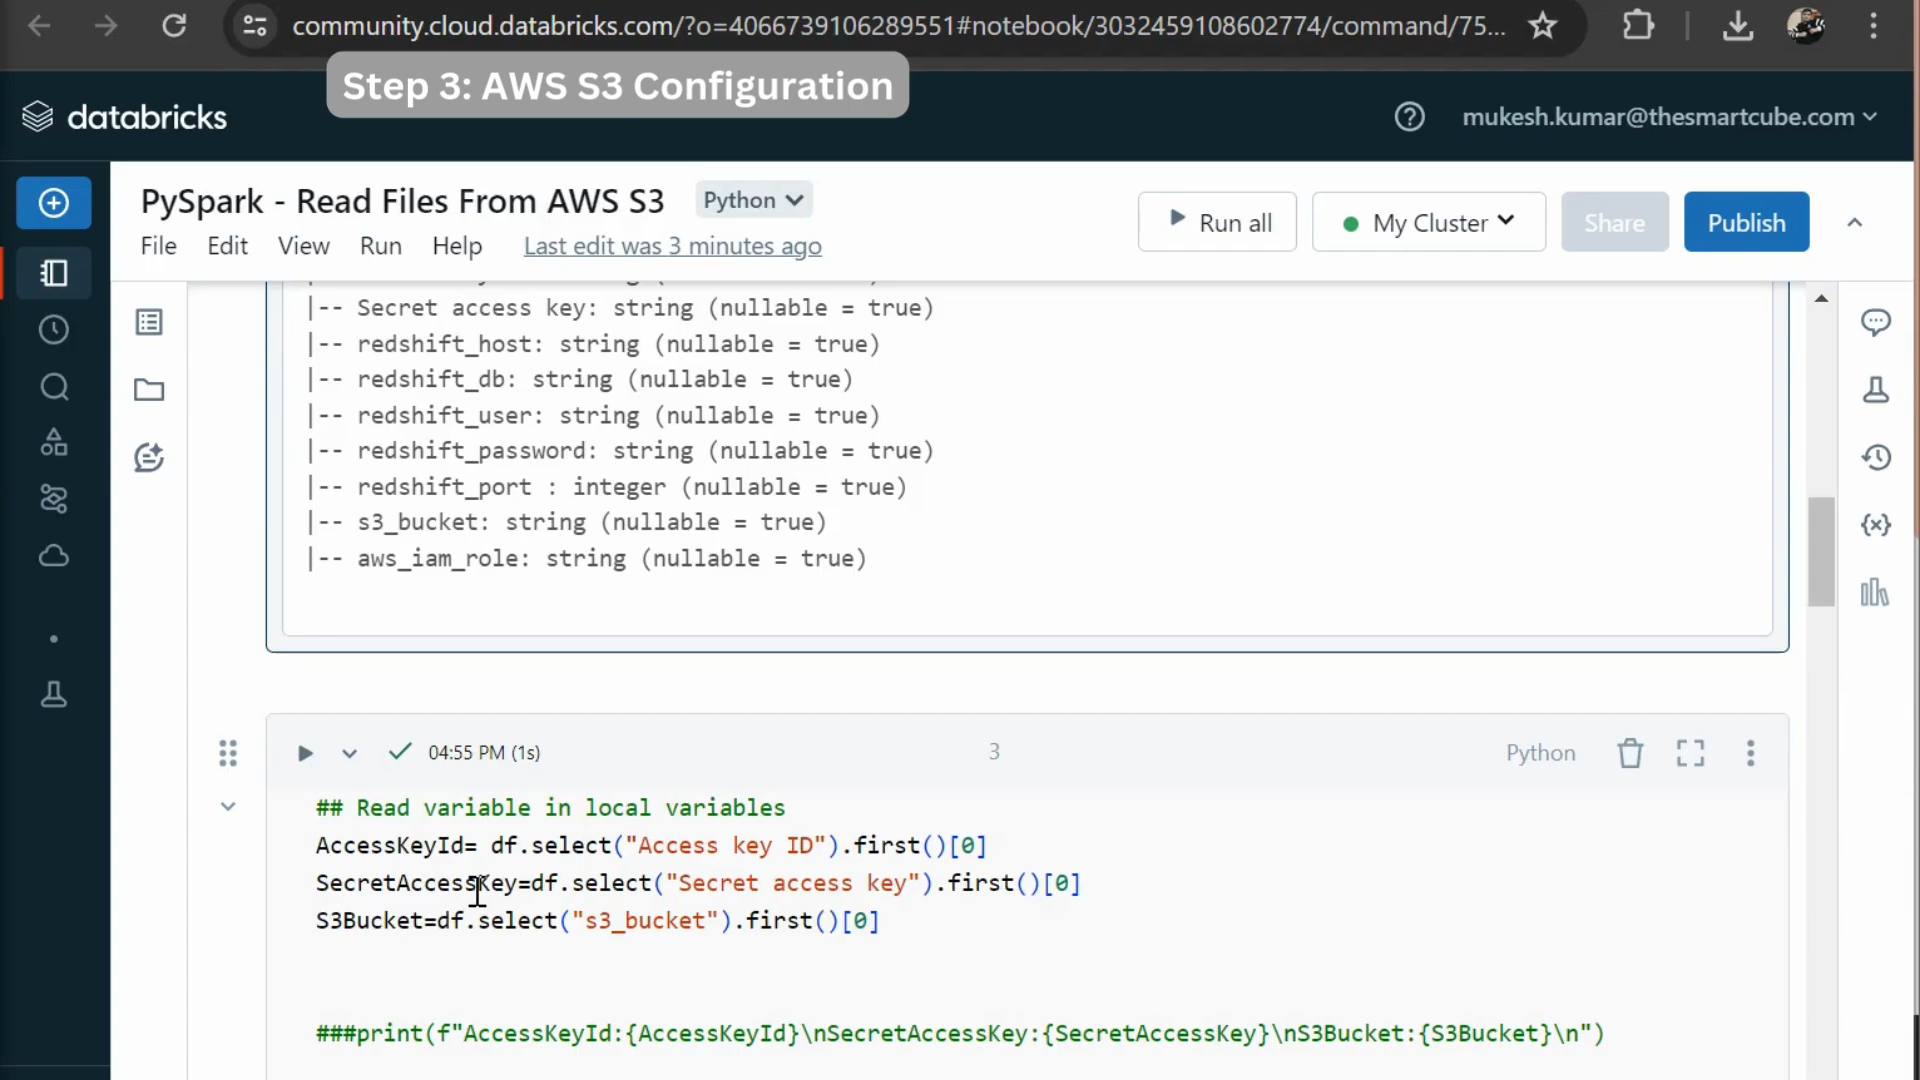 community.cloud.databricks.com/?o=4066739106289551#notebook/3032459108602774/command/75...
Step 3: AWS S3 Configuration
databricks
mukesh.kumar@thesmartcube.com
PySpark - Read Files From AWS S3
Python
Run all
My Cluster
Share
Publish
File Edit View Run Help Last edit was 3 minutes ago
|-- Secret access key: string (nullable = true)
|-- redshift_host: string (nullable = true)
|-- redshift_db: string (nullable = true)
|-- redshift_user: string (nullable = true)
|-- redshift_password: string (nullable = true)
|-- redshift_port : integer (nullable = true)
|-- s3_bucket: string (nullable = true)
|-- aws_iam_role: string (nullable = true)
04:55 PM (1s)
3
Python
## Read variable in local variables
AccessKeyId= df.select("Access key ID").first()[0]
SecretAccessKey=df.select("Secret access key").first()[0]
S3Bucket=df.select("s3_bucket").first()[0]
###print(f"AccessKeyId:{AccessKeyId}\nSecretAccessKey:{SecretAccessKey}\nS3Bucket:{S3Bucket}\n")